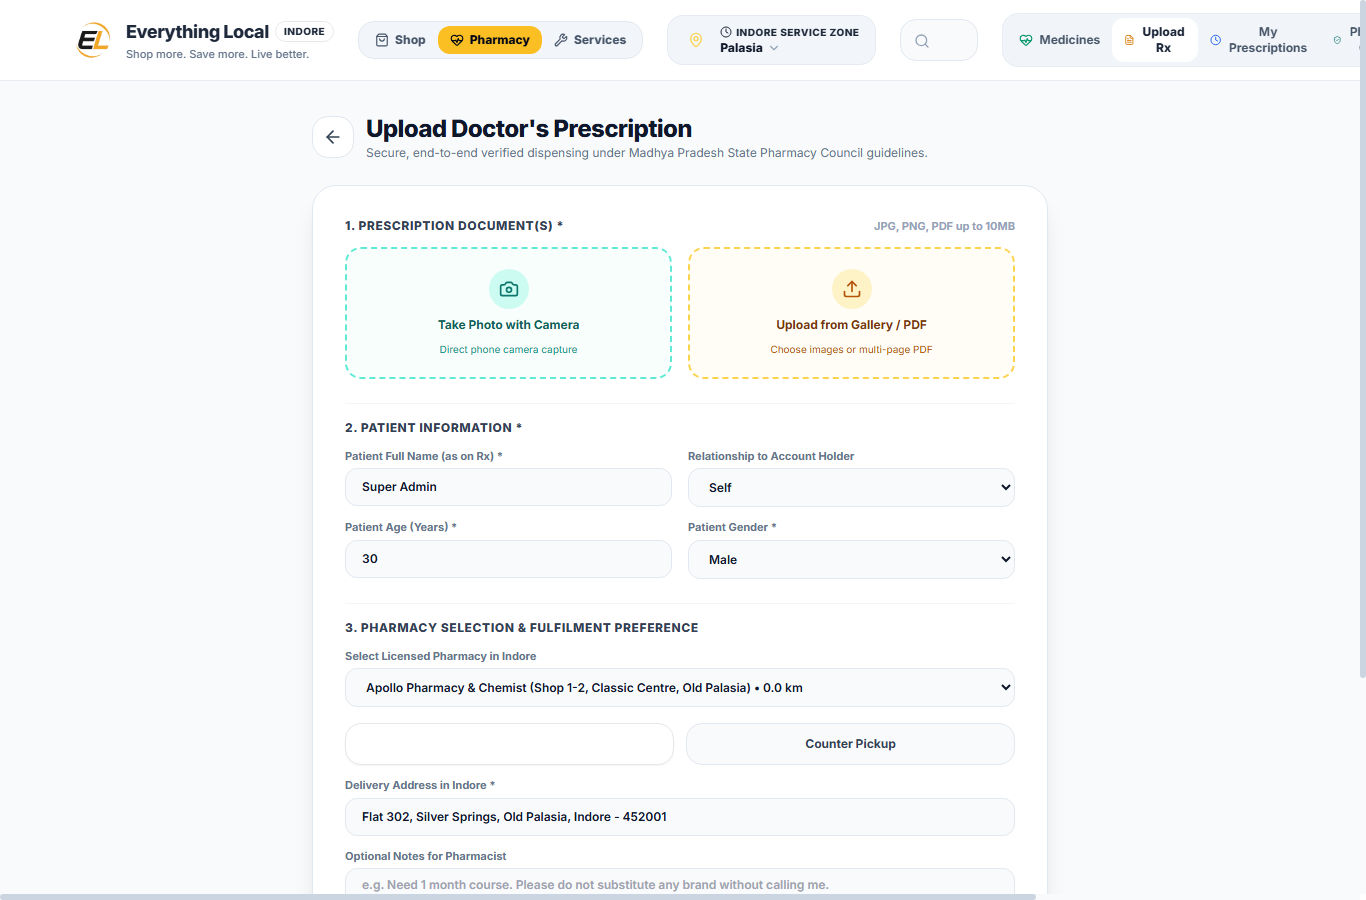 EL
Everything Local
INDORE
Shop more. Save more. Live better.
Shop
Pharmacy
Services
INDORE SERVICE ZONE
Palasia
Medicines
Upload
Rx
My
Prescriptions
Upload Doctor's Prescription
Secure, end-to-end verified dispensing under Madhya Pradesh State Pharmacy Council guidelines.
1. PRESCRIPTION DOCUMENT(S) *
JPG, PNG, PDF up to 10MB
Take Photo with Camera
Direct phone camera capture
Upload from Gallery / PDF
Choose images or multi-page PDF
2. PATIENT INFORMATION *
Patient Full Name (as on Rx) *
Relationship to Account Holder
Super Admin
Self
Patient Age (Years) *
Patient Gender *
30
Male
3. PHARMACY SELECTION & FULFILMENT PREFERENCE
Select Licensed Pharmacy in Indore
Apollo Pharmacy & Chemist (Shop 1-2, Classic Centre, Old Palasia) • 0.0 km
Counter Pickup
Delivery Address in Indore *
Flat 302, Silver Springs, Old Palasia, Indore - 452001
Optional Notes for Pharmacist
e.g. Need 1 month course. Please do not substitute any brand without calling me.